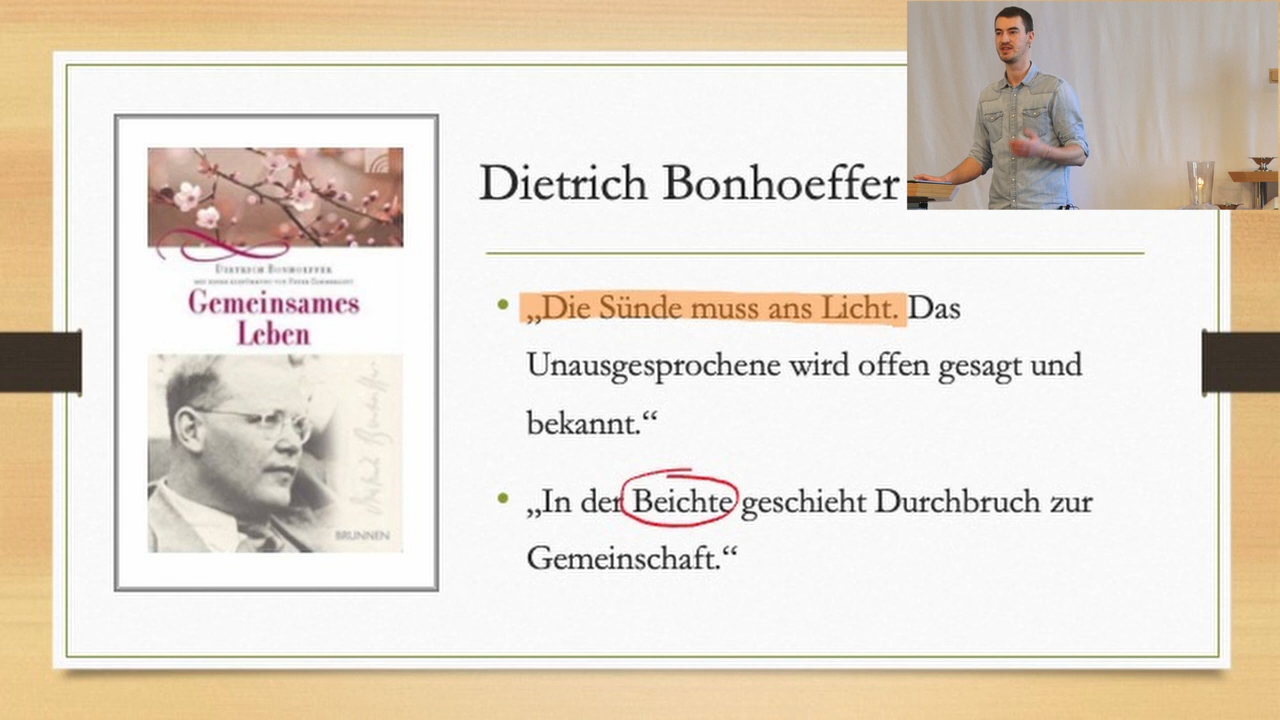 Dietrich Bonhoeffer
DIETRICH BONHOEFFER
Gemeinsames
Leben
BRUNNEN
• „Die Sünde muss ans Licht. Das
Unausgesprochene wird offen gesagt und
bekannt.“
• „In der Beichte geschieht Durchbruch zur
Gemeinschaft.“